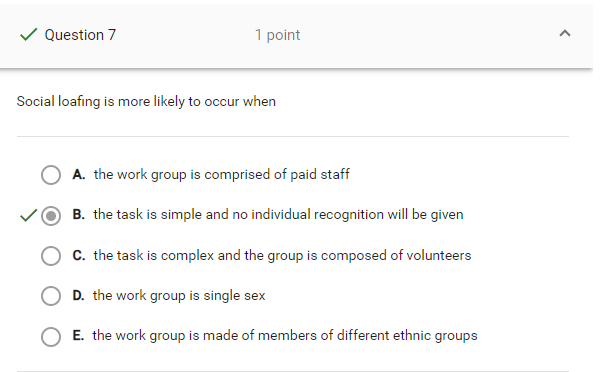 Question 7 1 point
Social loafing is more likely to occur when
A. the work group is comprised of paid staff
B. the task is simple and no individual recognition will be given
C. the task is complex and the group is composed of volunteers
D. the work group is single sex
E. the work group is made of members of different ethnic groups